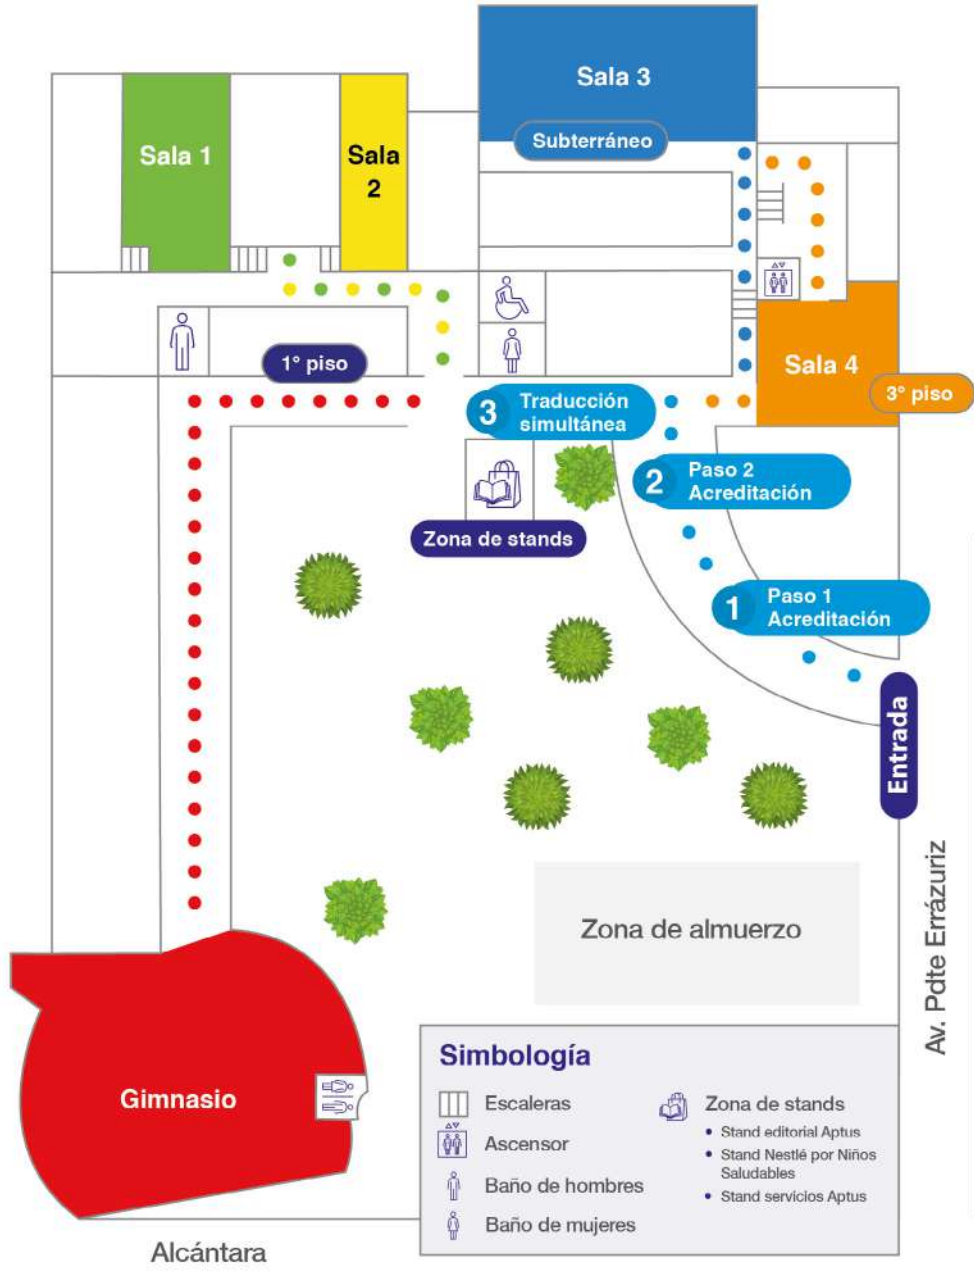 Sala 3
Subterráneo
Sala 1
Sala
2
1° piso
Sala 4
3° piso
3 Traducción
simultánea
2 Paso 2
Acreditación
Zona de stands
1 Paso 1
Acreditación
Entrada
Av. Pdte Errázuriz
Zona de almuerzo
Gimnasio
Simbología
Escaleras
Ascensor
Baño de hombres
Baño de mujeres
Zona de stands
• Stand editorial Aptus
• Stand Nestlé por Niños
Saludables
• Stand servicios Aptus
Alcántara